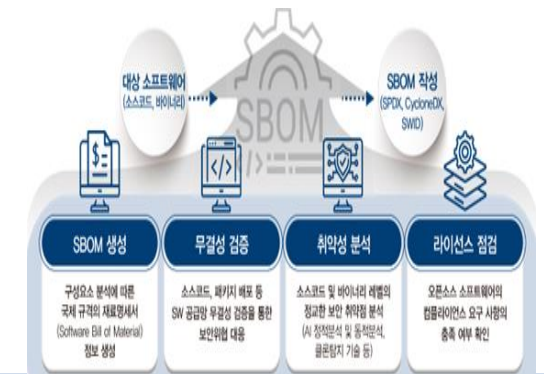 대상 소프트웨어
(소스코드, 바이너리)
SBOM
</>
SBOM 작성
(SPDX, CycloneDX,
SWID)
$
</>
SBOM 생성
무결성 검증
취약성 분석
라이선스 점검
구성요소 분석에 따른
국제 규격의 재료명세서
(Software Bill of Material)
정보 생성
소스코드, 패키지 배포 등
SW 공급망 무결성 검증을 통한
보안위협 대응
소스코드 및 바이너리 레벨의
정교한 보안 취약점 분석
(AI 정적분석 및 동적분석,
클론탐지 기술 등)
오픈소스 소프트웨어의
컴플라이언스 요구 사항의
충족 여부 확인